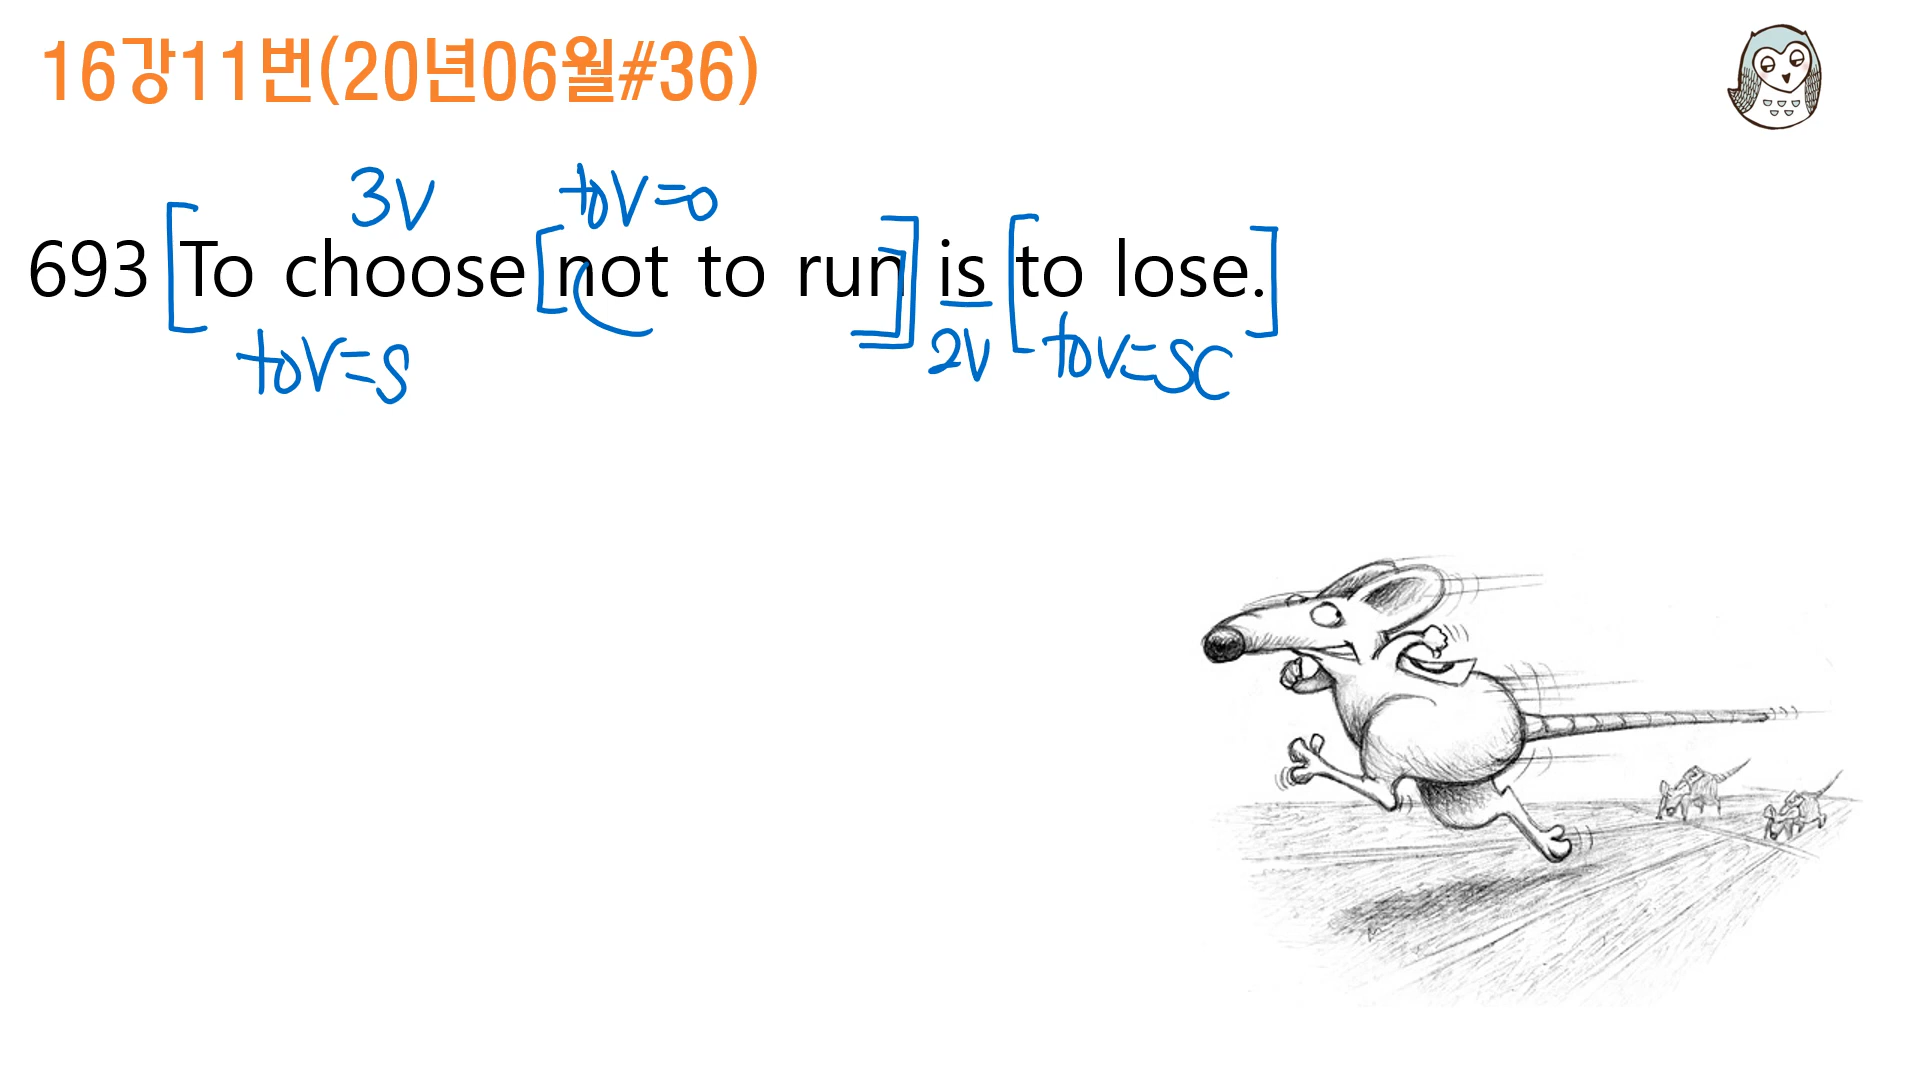 16강11번(20년06월#36)
3V toV=O
693 [To choose [not to run]] is [to lose.]
toV=S 2V toV=SC